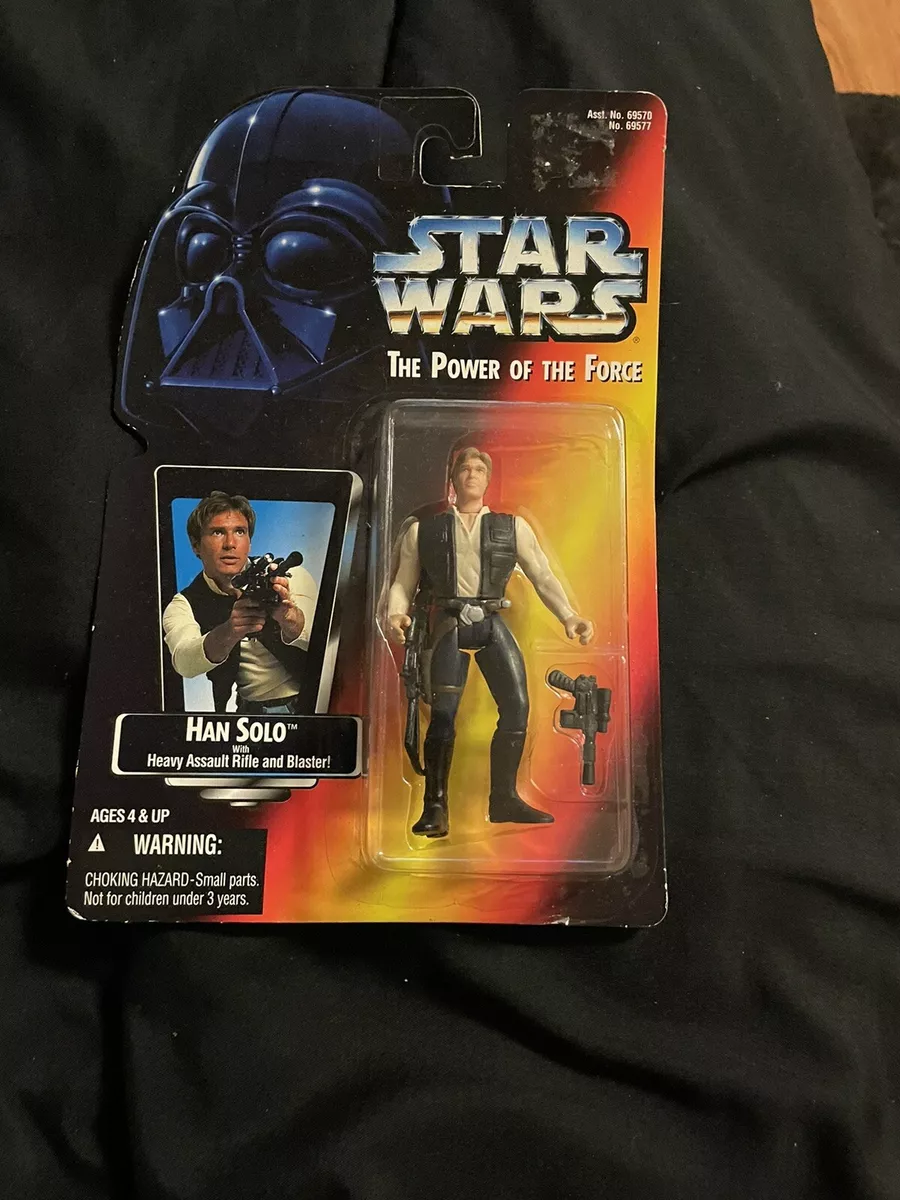 Asst. No. 69570
No. 69577
STAR
WARS
®
THE POWER OF THE FORCE
HAN SOLO™
With
Heavy Assault Rifle and Blaster!
AGES 4 & UP
WARNING:
CHOKING HAZARD-Small parts.
Not for children under 3 years.